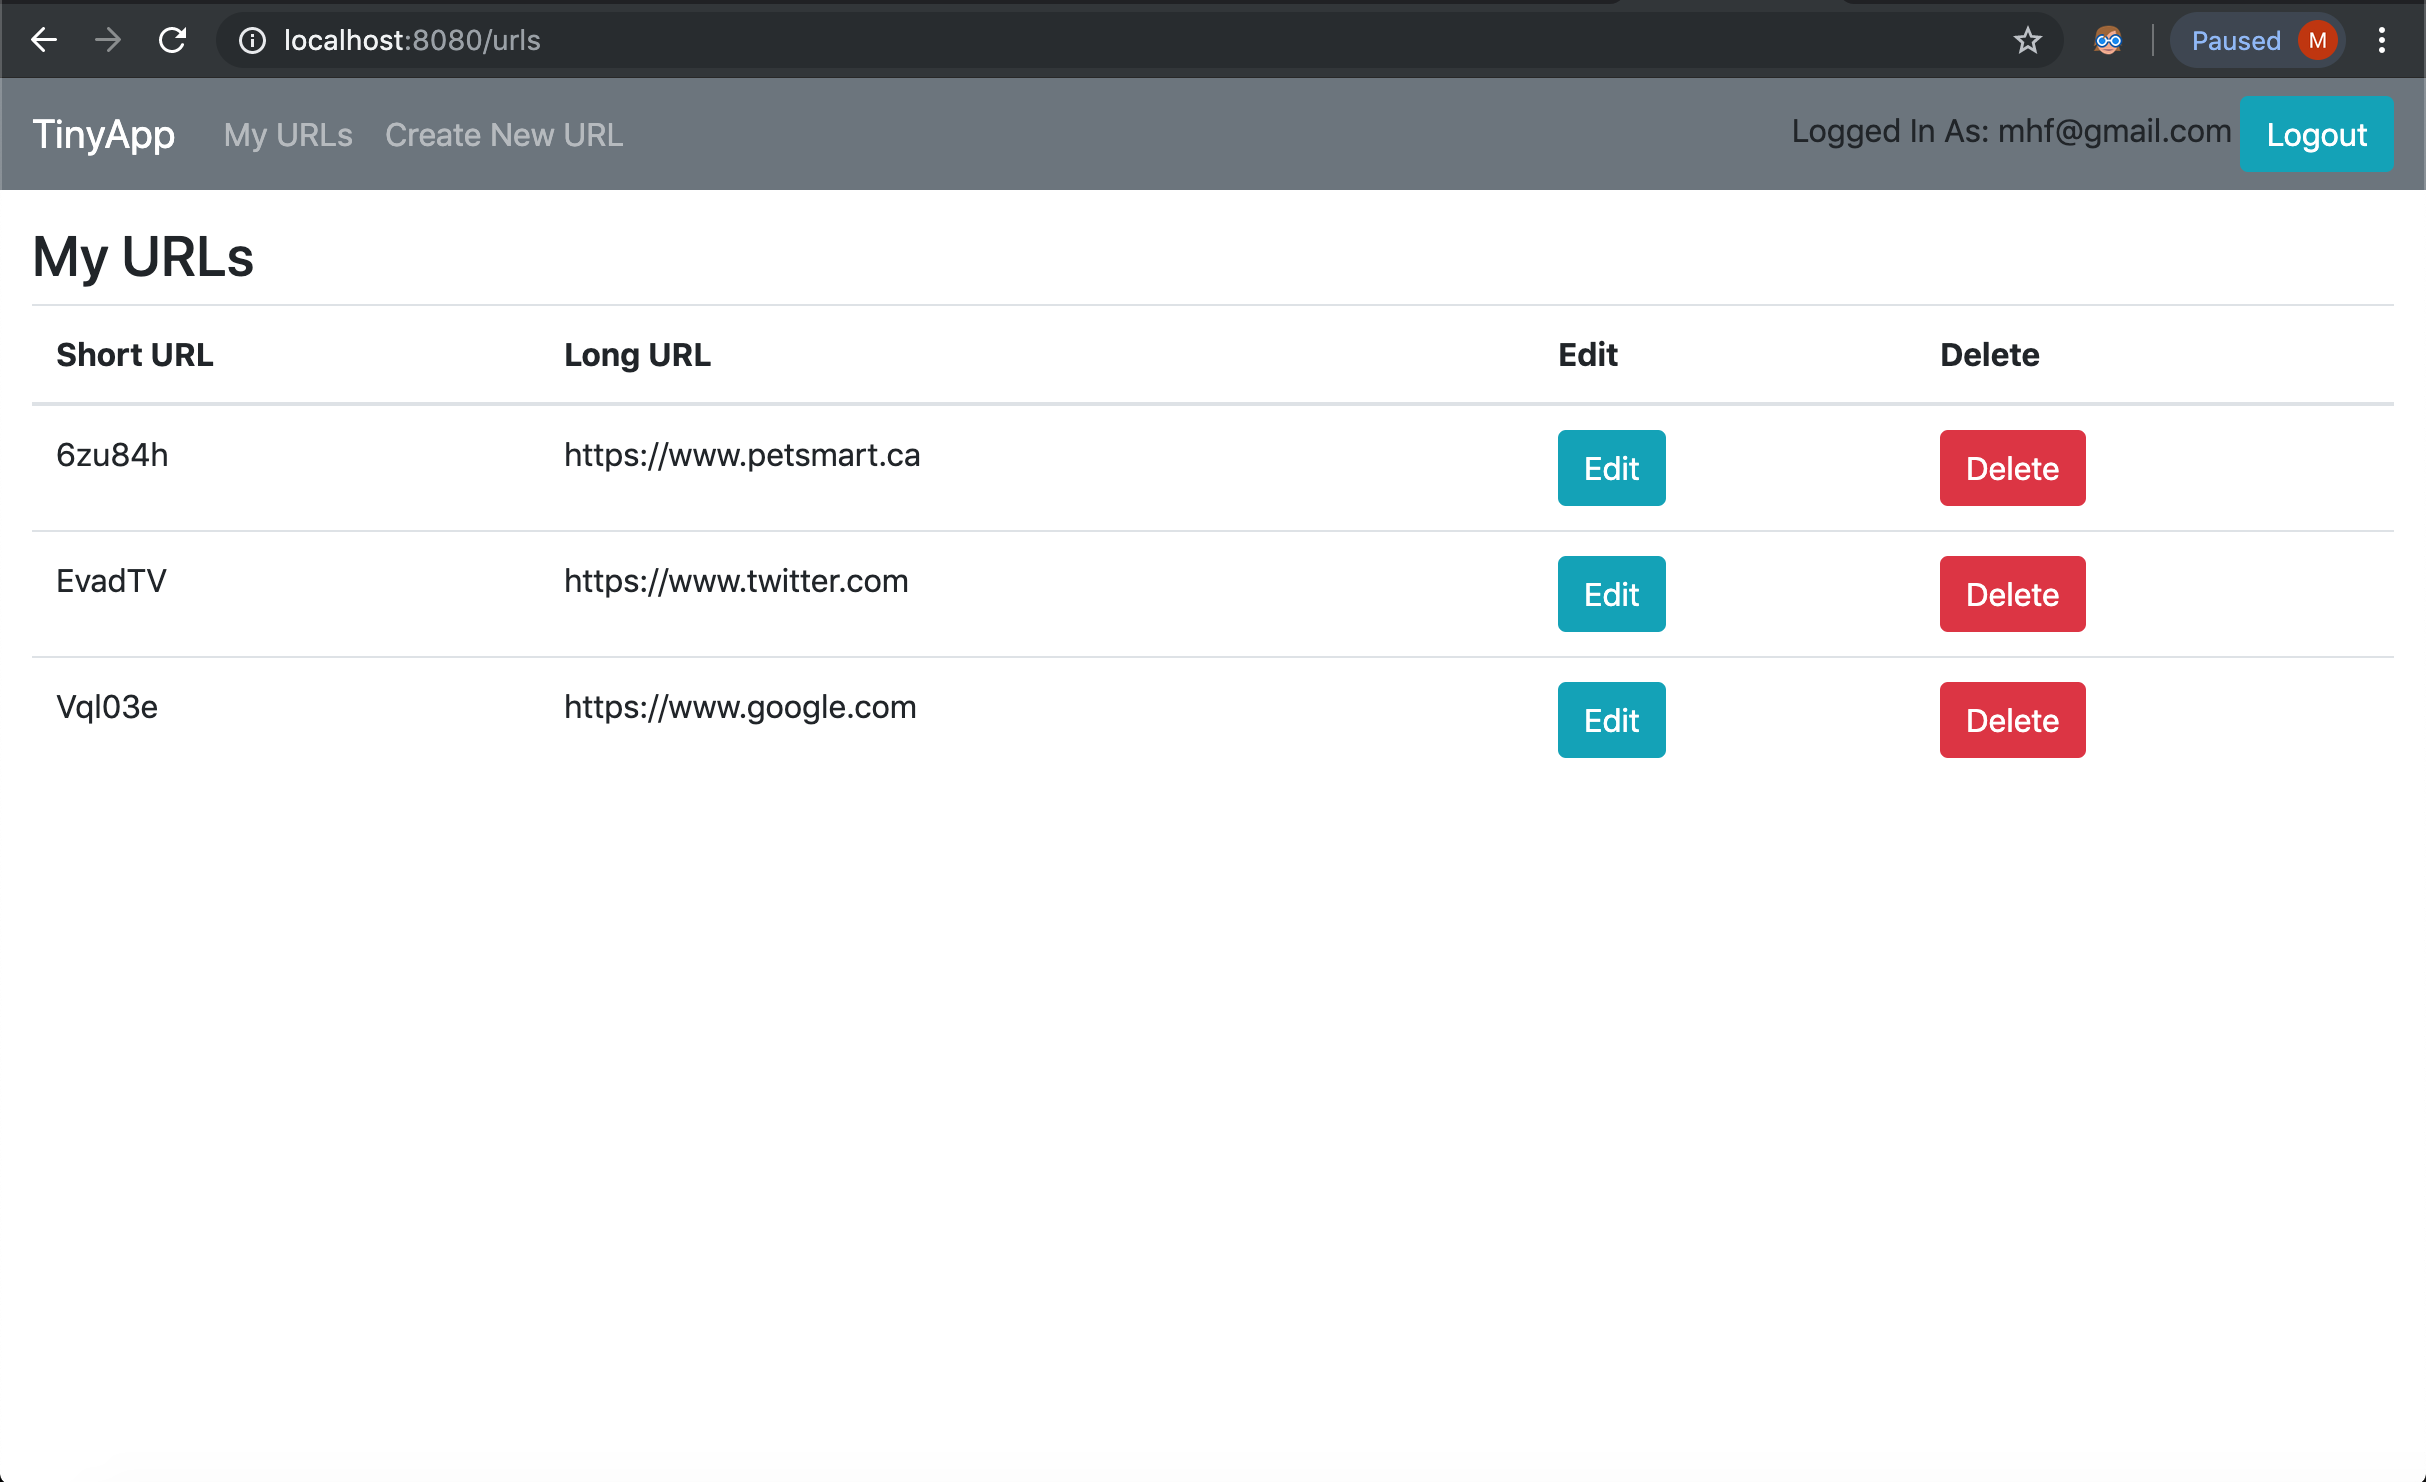 localhost:8080/urls Paused M
TinyApp My URLs Create New URL Logged In As: mhf@gmail.com Logout
My URLs
Short URL Long URL Edit Delete
6zu84h https://www.petsmart.ca Edit Delete
EvadTV https://www.twitter.com Edit Delete
Vql03e https://www.google.com Edit Delete